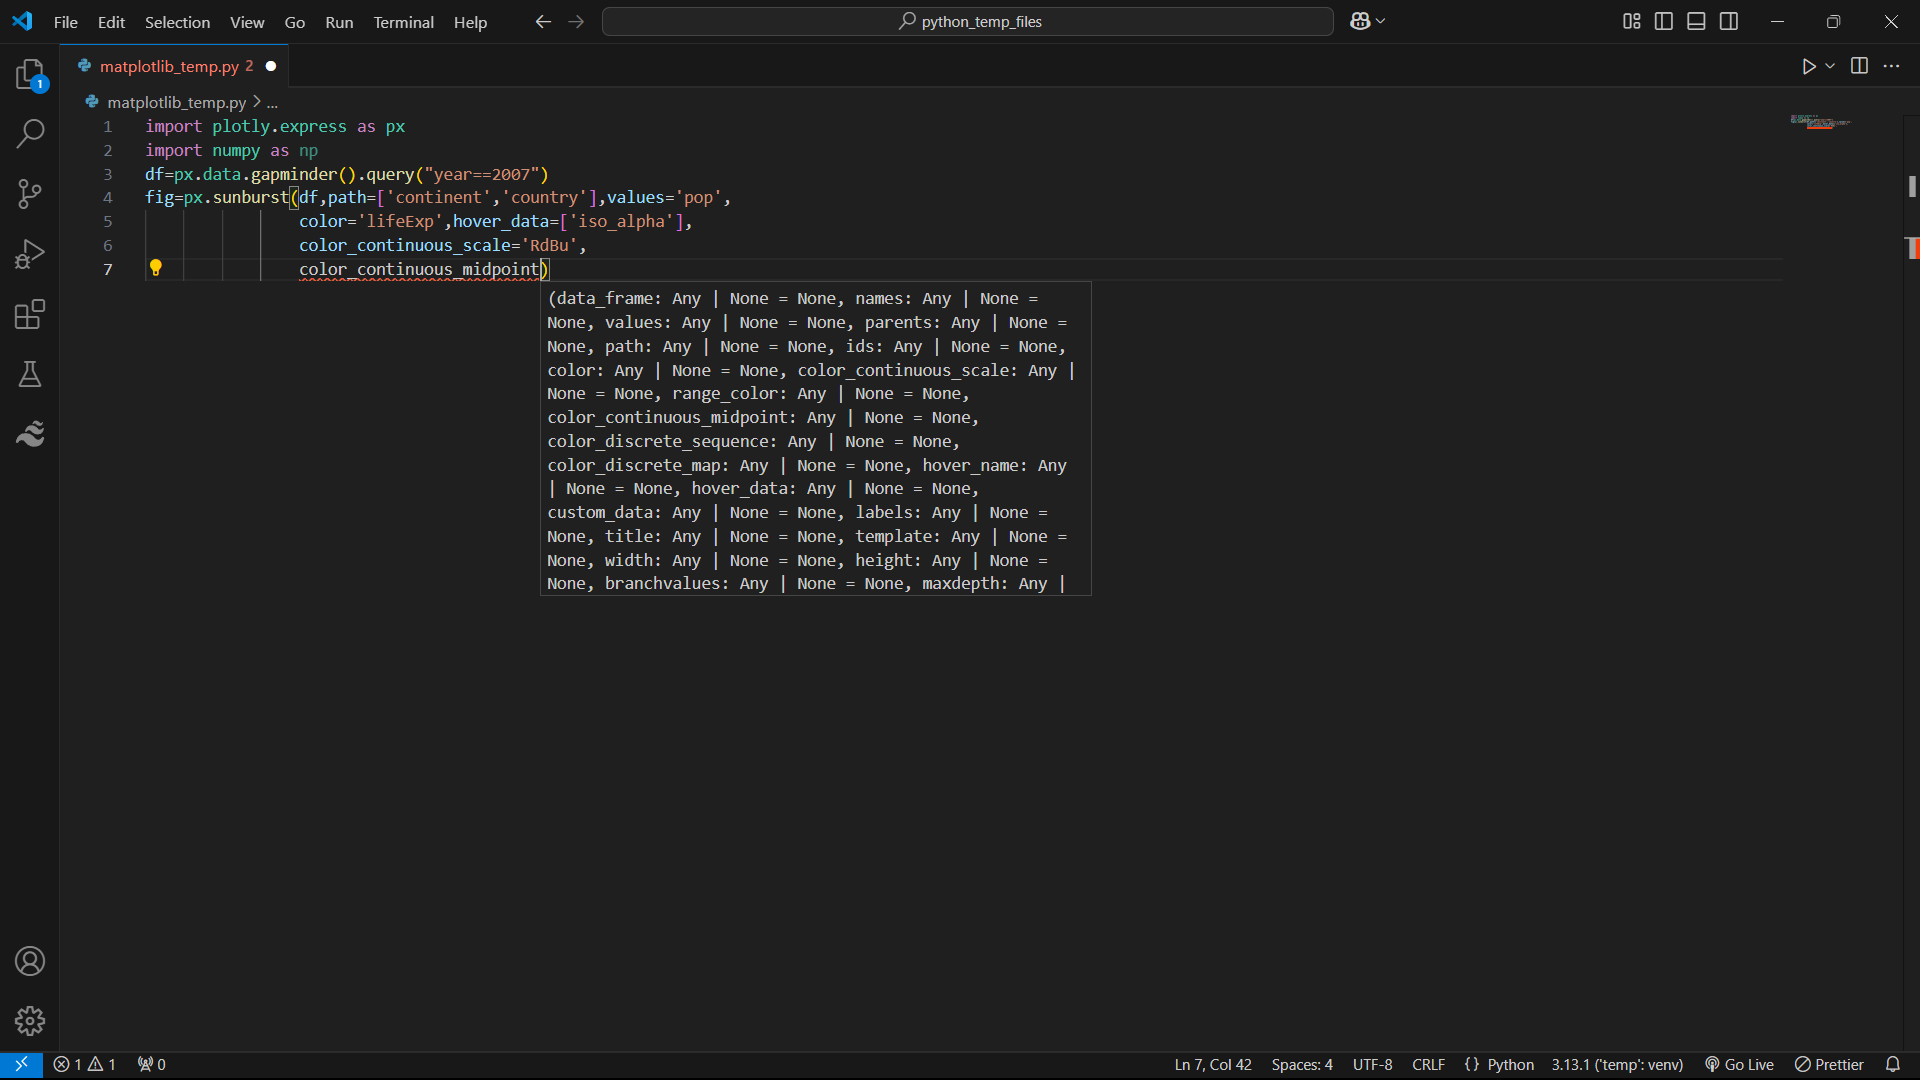 File Edit Selection View Go Run Terminal Help python_temp_files
matplotlib_temp.py 2
matplotlib_temp.py > ...
1 import plotly.express as px
2 import numpy as np
3 df=px.data.gapminder().query("year==2007")
4 fig=px.sunburst(df,path=['continent','country'],values='pop',
5 color='lifeExp',hover_data=['iso_alpha'],
6 color_continuous_scale='RdBu',
7 color_continuous_midpoint)
(data_frame: Any | None = None, names: Any | None =
None, values: Any | None = None, parents: Any | None =
None, path: Any | None = None, ids: Any | None = None,
color: Any | None = None, color_continuous_scale: Any |
None = None, range_color: Any | None = None,
color_continuous_midpoint: Any | None = None,
color_discrete_sequence: Any | None = None,
color_discrete_map: Any | None = None, hover_name: Any
| None = None, hover_data: Any | None = None,
custom_data: Any | None = None, labels: Any | None =
None, title: Any | None = None, template: Any | None =
None, width: Any | None = None, height: Any | None =
None, branchvalues: Any | None = None, maxdepth: Any |
1
1 1 0 Ln 7, Col 42 Spaces: 4 UTF-8 CRLF {} Python 3.13.1 ('temp': venv) Go Live Prettier